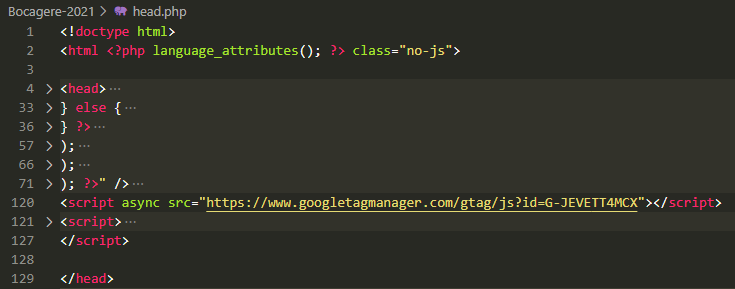 Bocagere-2021 > head.php
1 <!doctype html>
2 <html <?php language_attributes(); ?> class="no-js">
3
4 > <head>···
33 > } else {···
36 > } ?>···
57 > );···
66 > );···
71 > ); ?>" />···
120 <script async src="https://www.googletagmanager.com/gtag/js?id=G-JEVETT4MCX"></script>
121 > <script>···
127 </script>
128
129 </head>